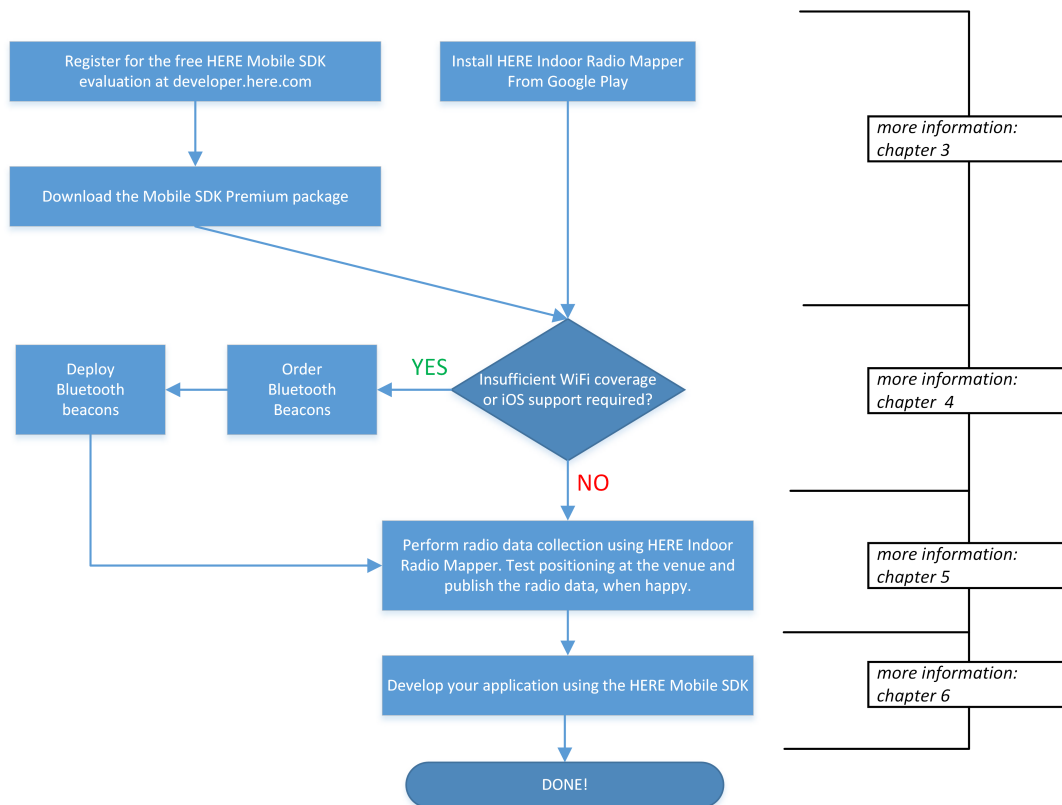 Register for the free HERE Mobile SDK
evaluation at developer.here.com
Install HERE Indoor Radio Mapper
From Google Play
more information:
chapter 3
Download the Mobile SDK Premium package
Deploy
Bluetooth
beacons
Order
Bluetooth
Beacons
YES
Insufficient WiFi coverage
or iOS support required?
more information:
chapter  4
NO
Perform radio data collection using HERE Indoor
Radio Mapper. Test positioning at the venue and
publish the radio data, when happy.
more information:
chapter 5
Develop your application using the HERE Mobile SDK
more information:
chapter 6
DONE!